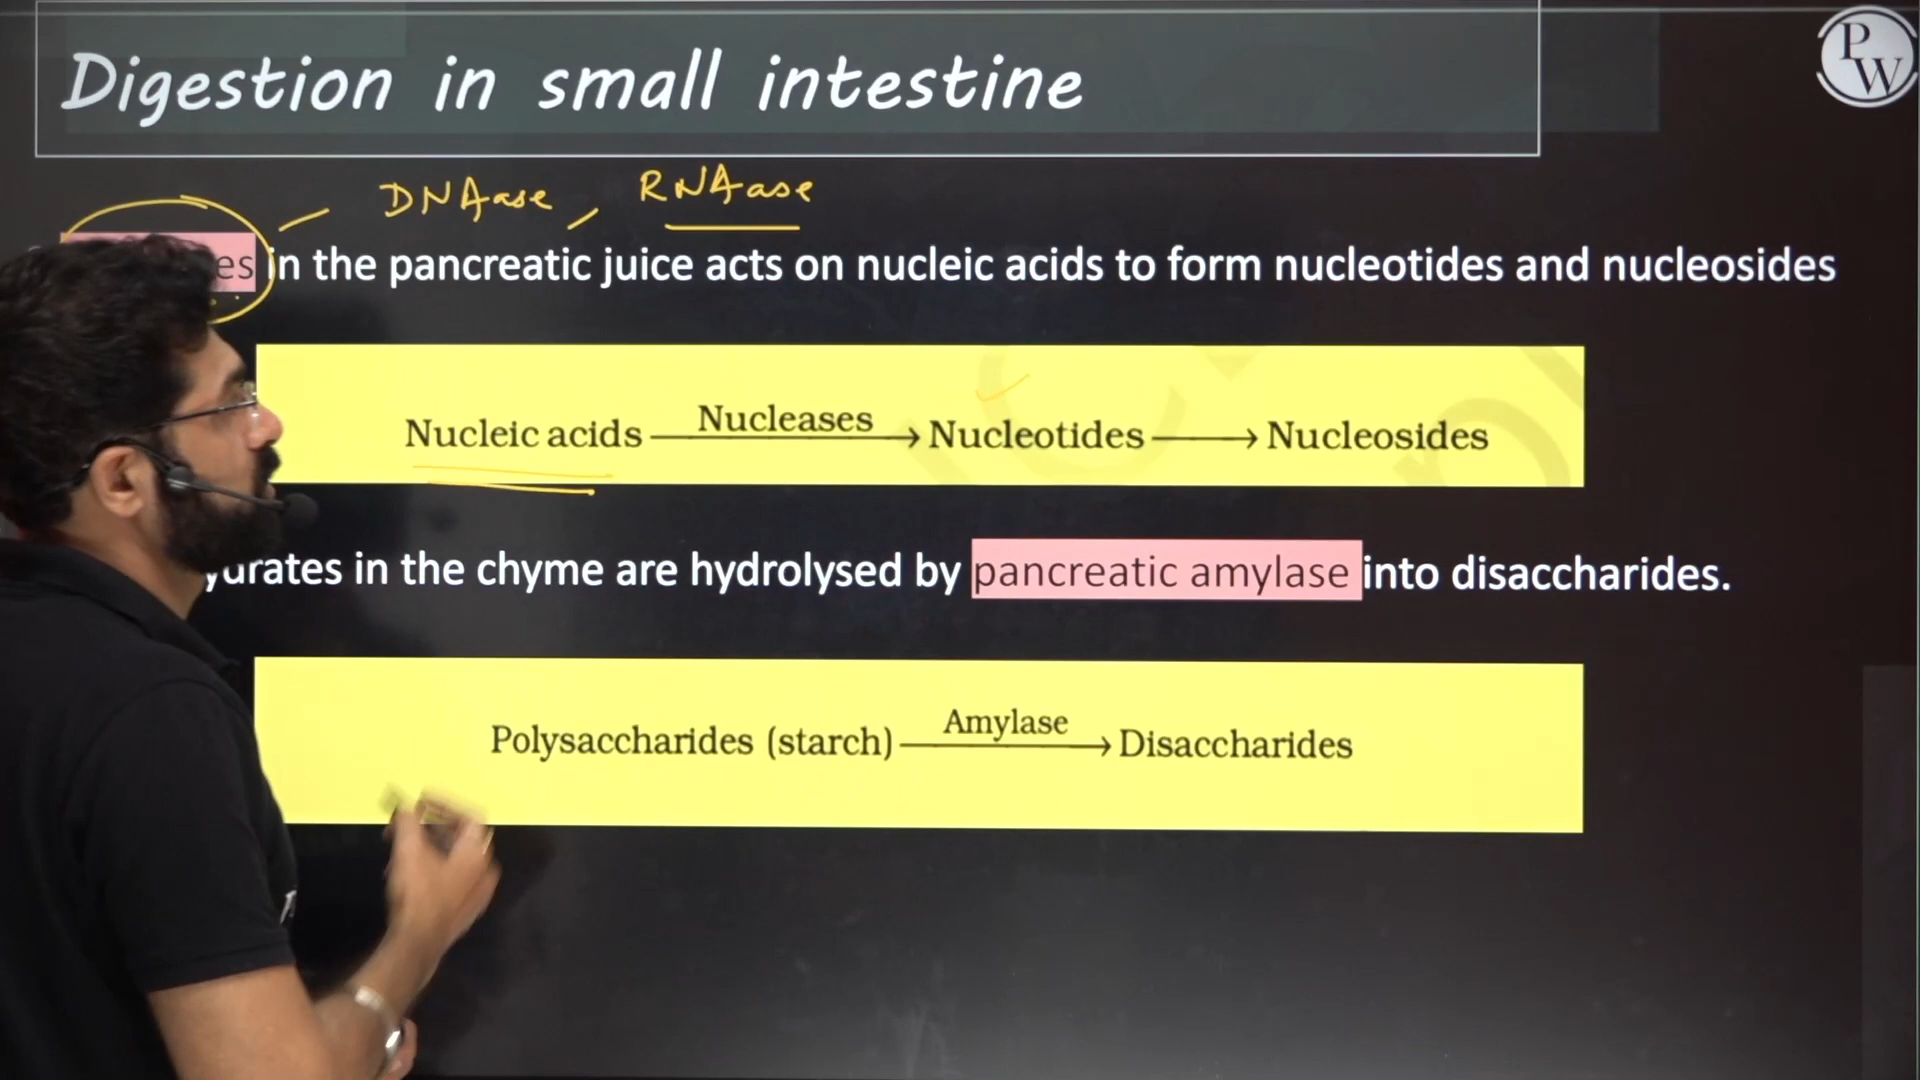 Digestion in small intestine
P
W
DNAase, RNAase
in the pancreatic juice acts on nucleic acids to form nucleotides and nucleosides
Nucleic acids Nucleases Nucleotides Nucleosides
in the chyme are hydrolysed by pancreatic amylase into disaccharides.
Polysaccharides (starch) Amylase Disaccharides